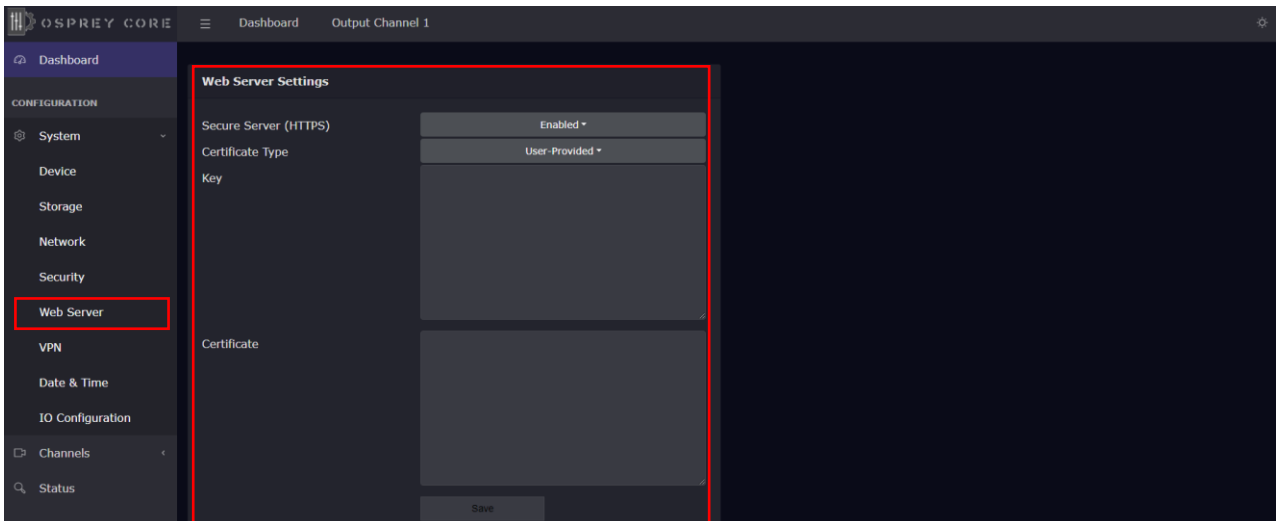 OSPREY CORE
Dashboard Output Channel 1
Dashboard
CONFIGURATION
System
Device
Storage
Network
Security
Web Server
VPN
Date & Time
IO Configuration
Channels
Status
Web Server Settings
Secure Server (HTTPS) Enabled
Certificate Type User-Provided
Key
Certificate
Save